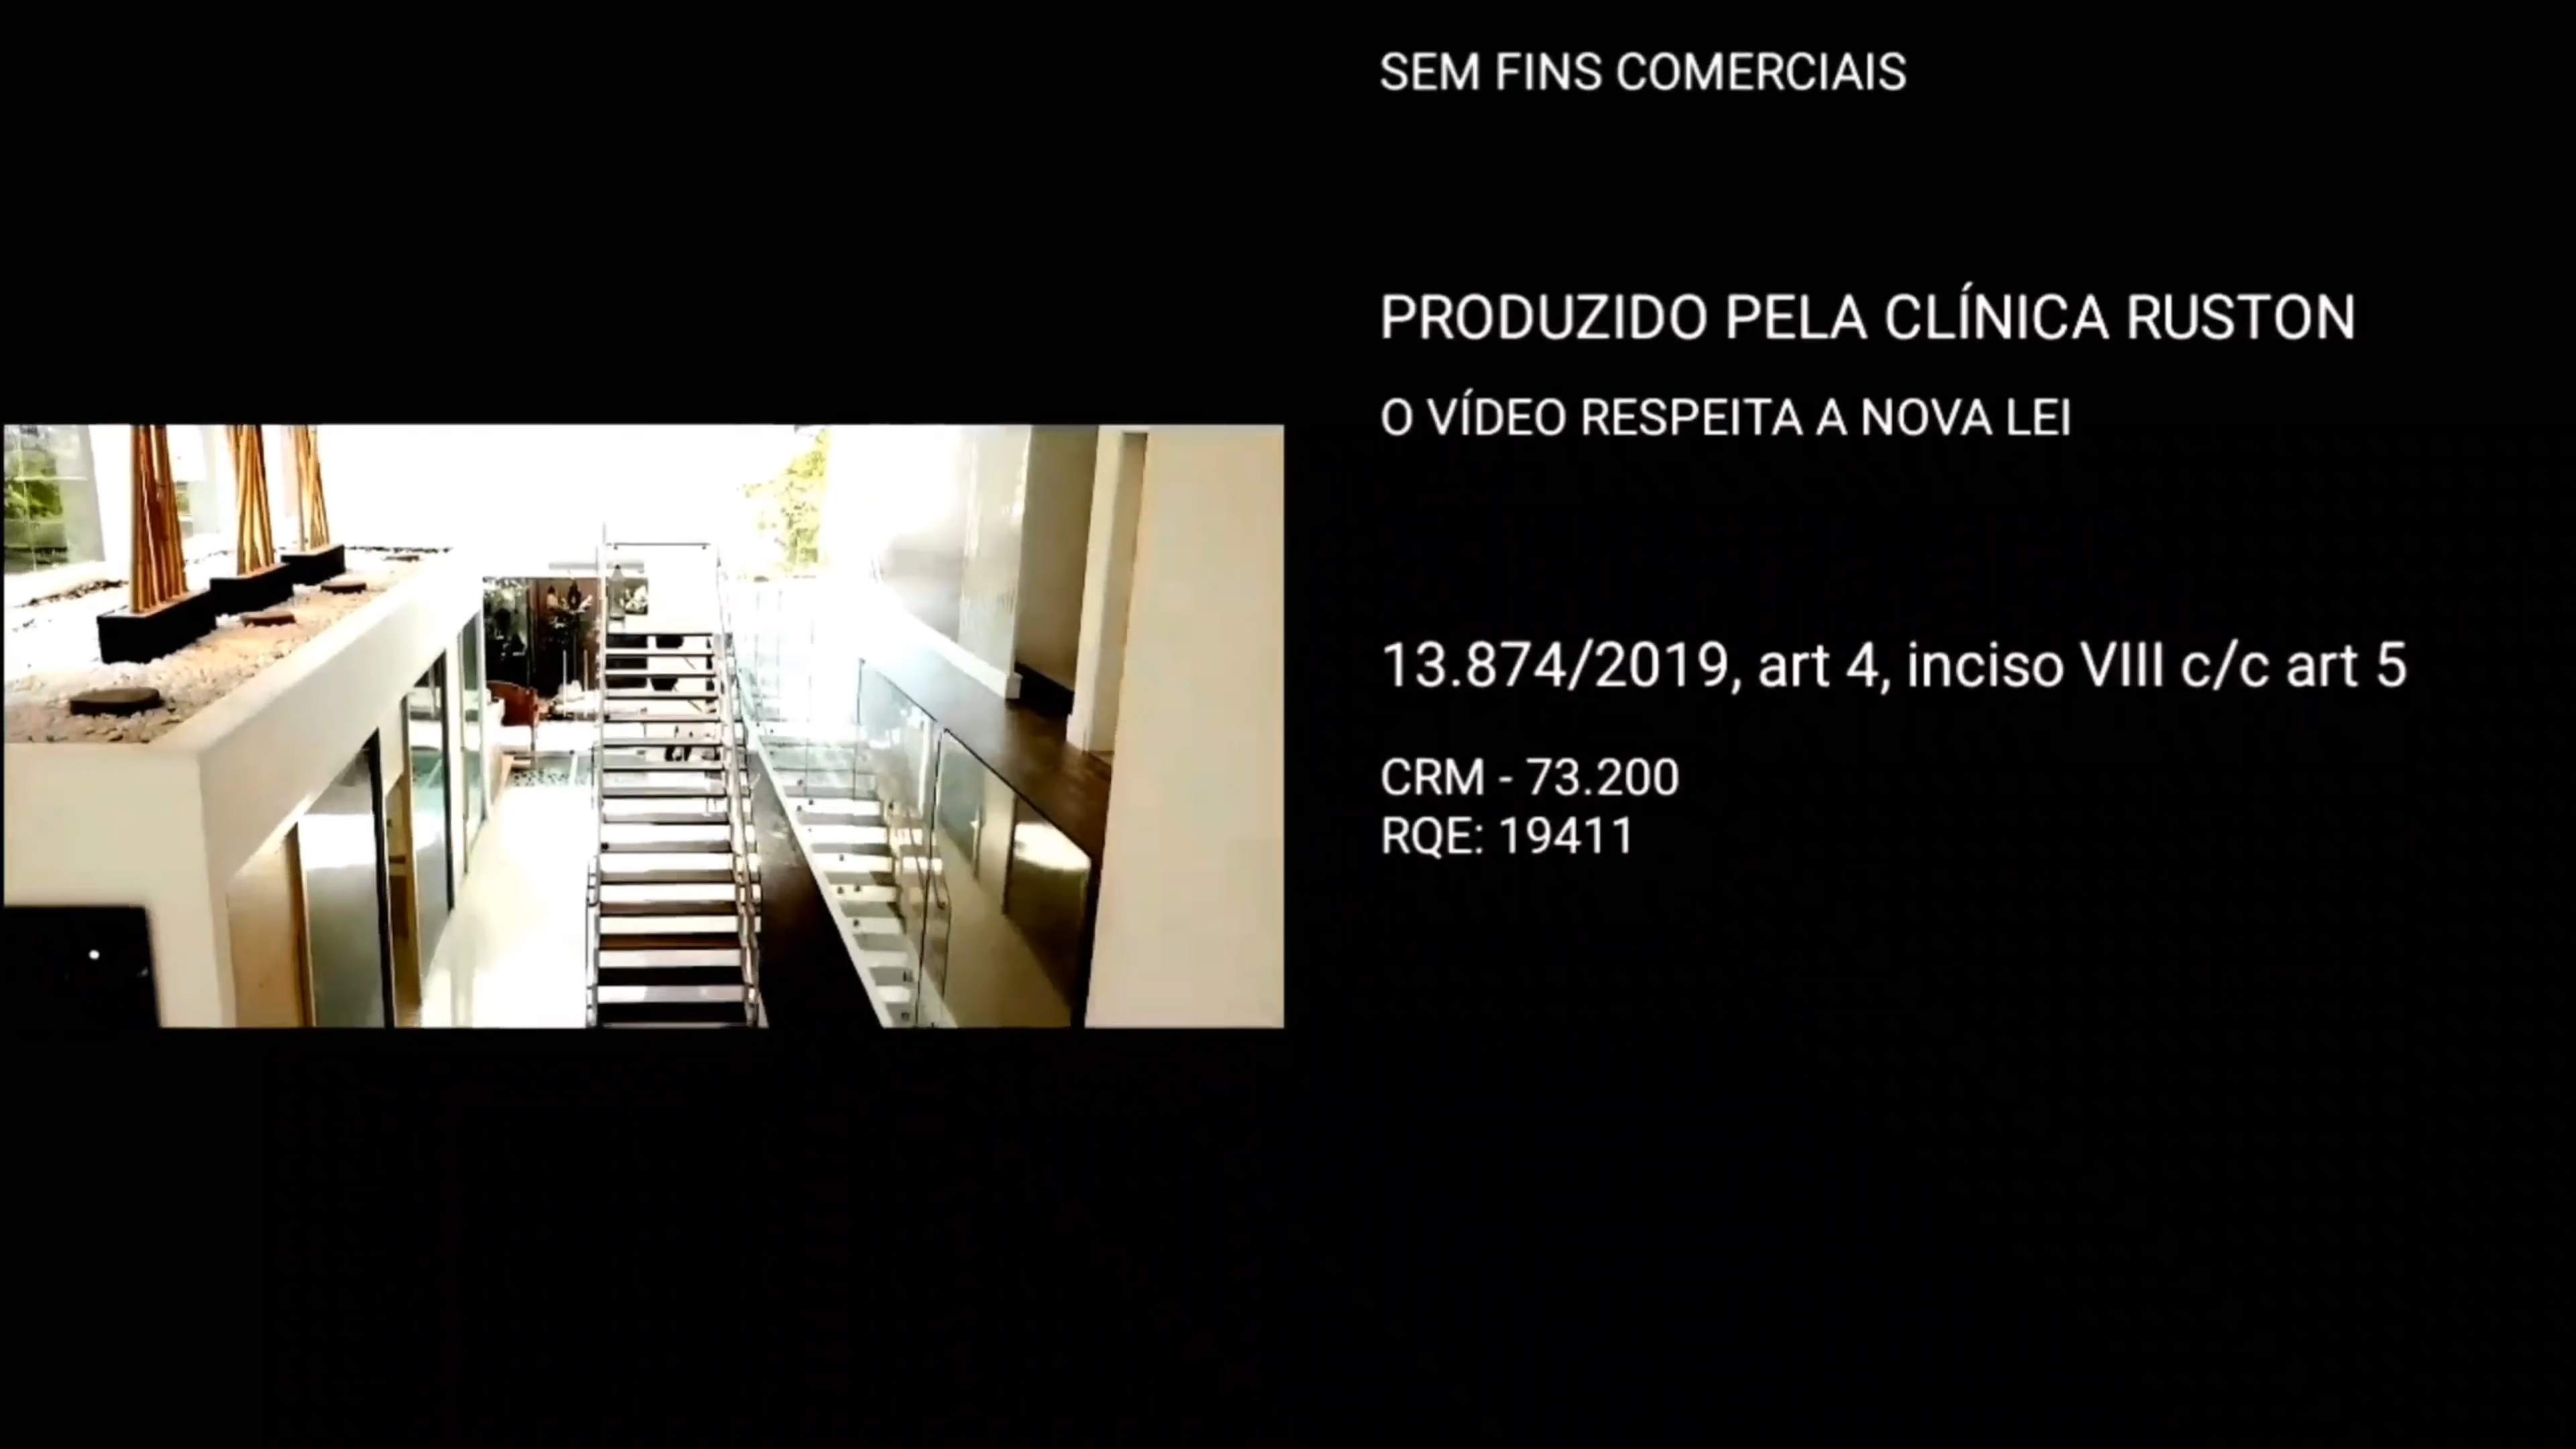 SEM FINS COMERCIAIS
PRODUZIDO PELA CLÍNICA RUSTON
O VÍDEO RESPEITA A NOVA LEI
13.874/2019, art 4, inciso VIII c/c art 5
CRM - 73.200
RQE: 19411